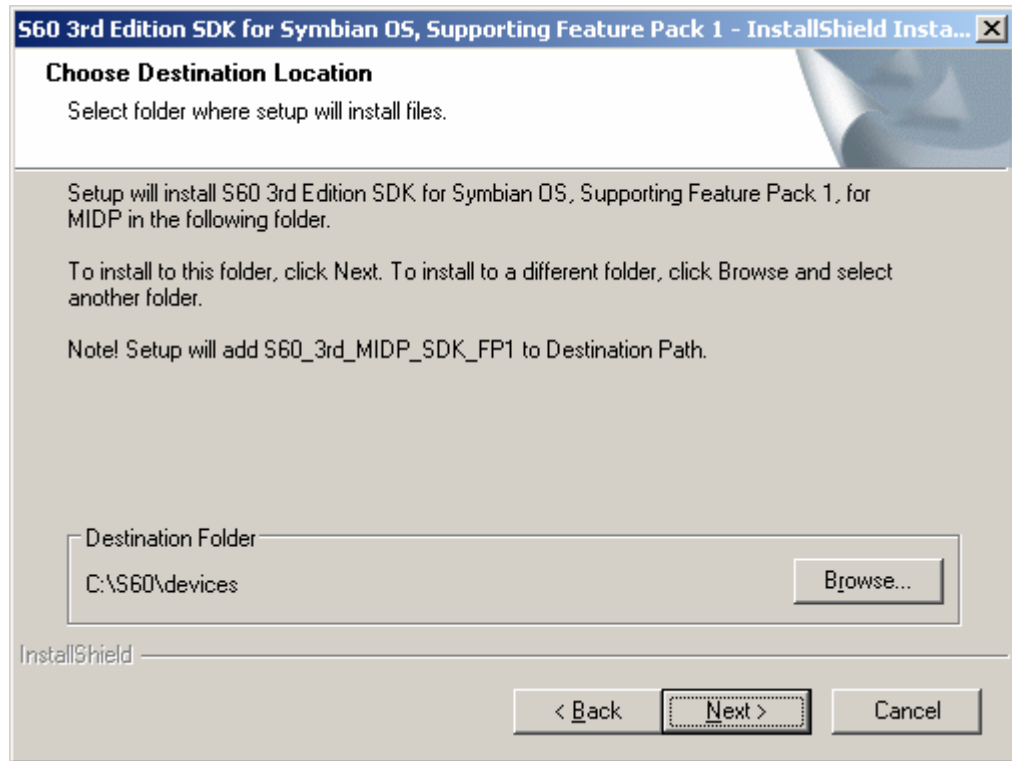 S60 3rd Edition SDK for Symbian OS, Supporting Feature Pack 1 - InstallShield Insta...
Choose Destination Location
Select folder where setup will install files.
Setup will install S60 3rd Edition SDK for Symbian OS, Supporting Feature Pack 1, for
MIDP in the following folder.
To install to this folder, click Next. To install to a different folder, click Browse and select
another folder.
Note! Setup will add S60_3rd_MIDP_SDK_FP1 to Destination Path.
Destination Folder
C:\S60\devices
Browse...
InstallShield
< Back
Next >
Cancel